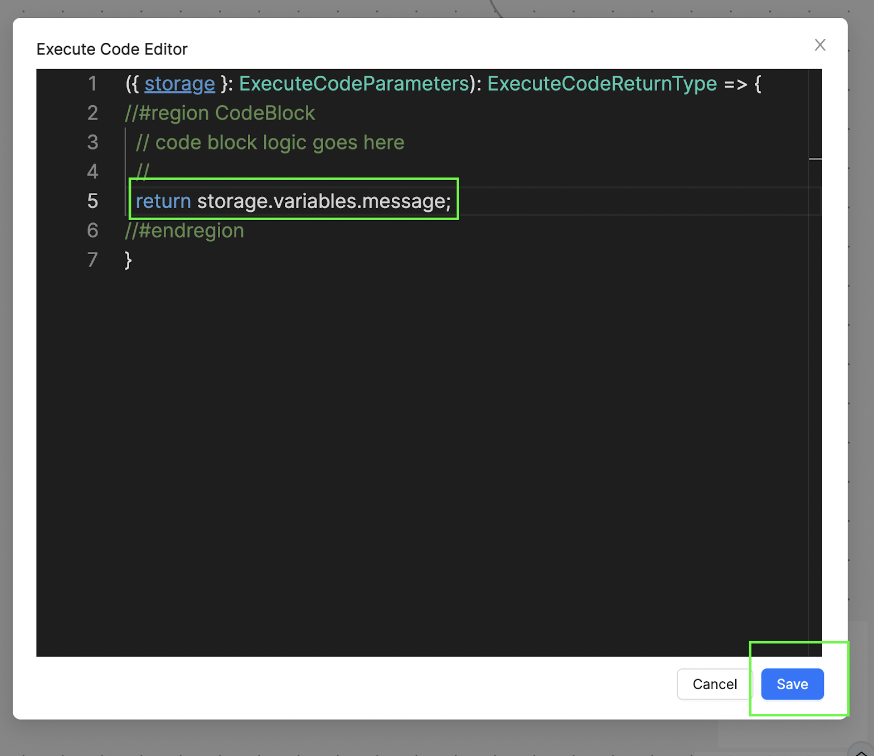 Execute Code Editor
1 ({ storage }: ExecuteCodeParameters): ExecuteCodeReturnType => {
2 //#region CodeBlock
3 // code block logic goes here
4 //
5 return storage.variables.message;
6 //#endregion
7 }
Cancel Save